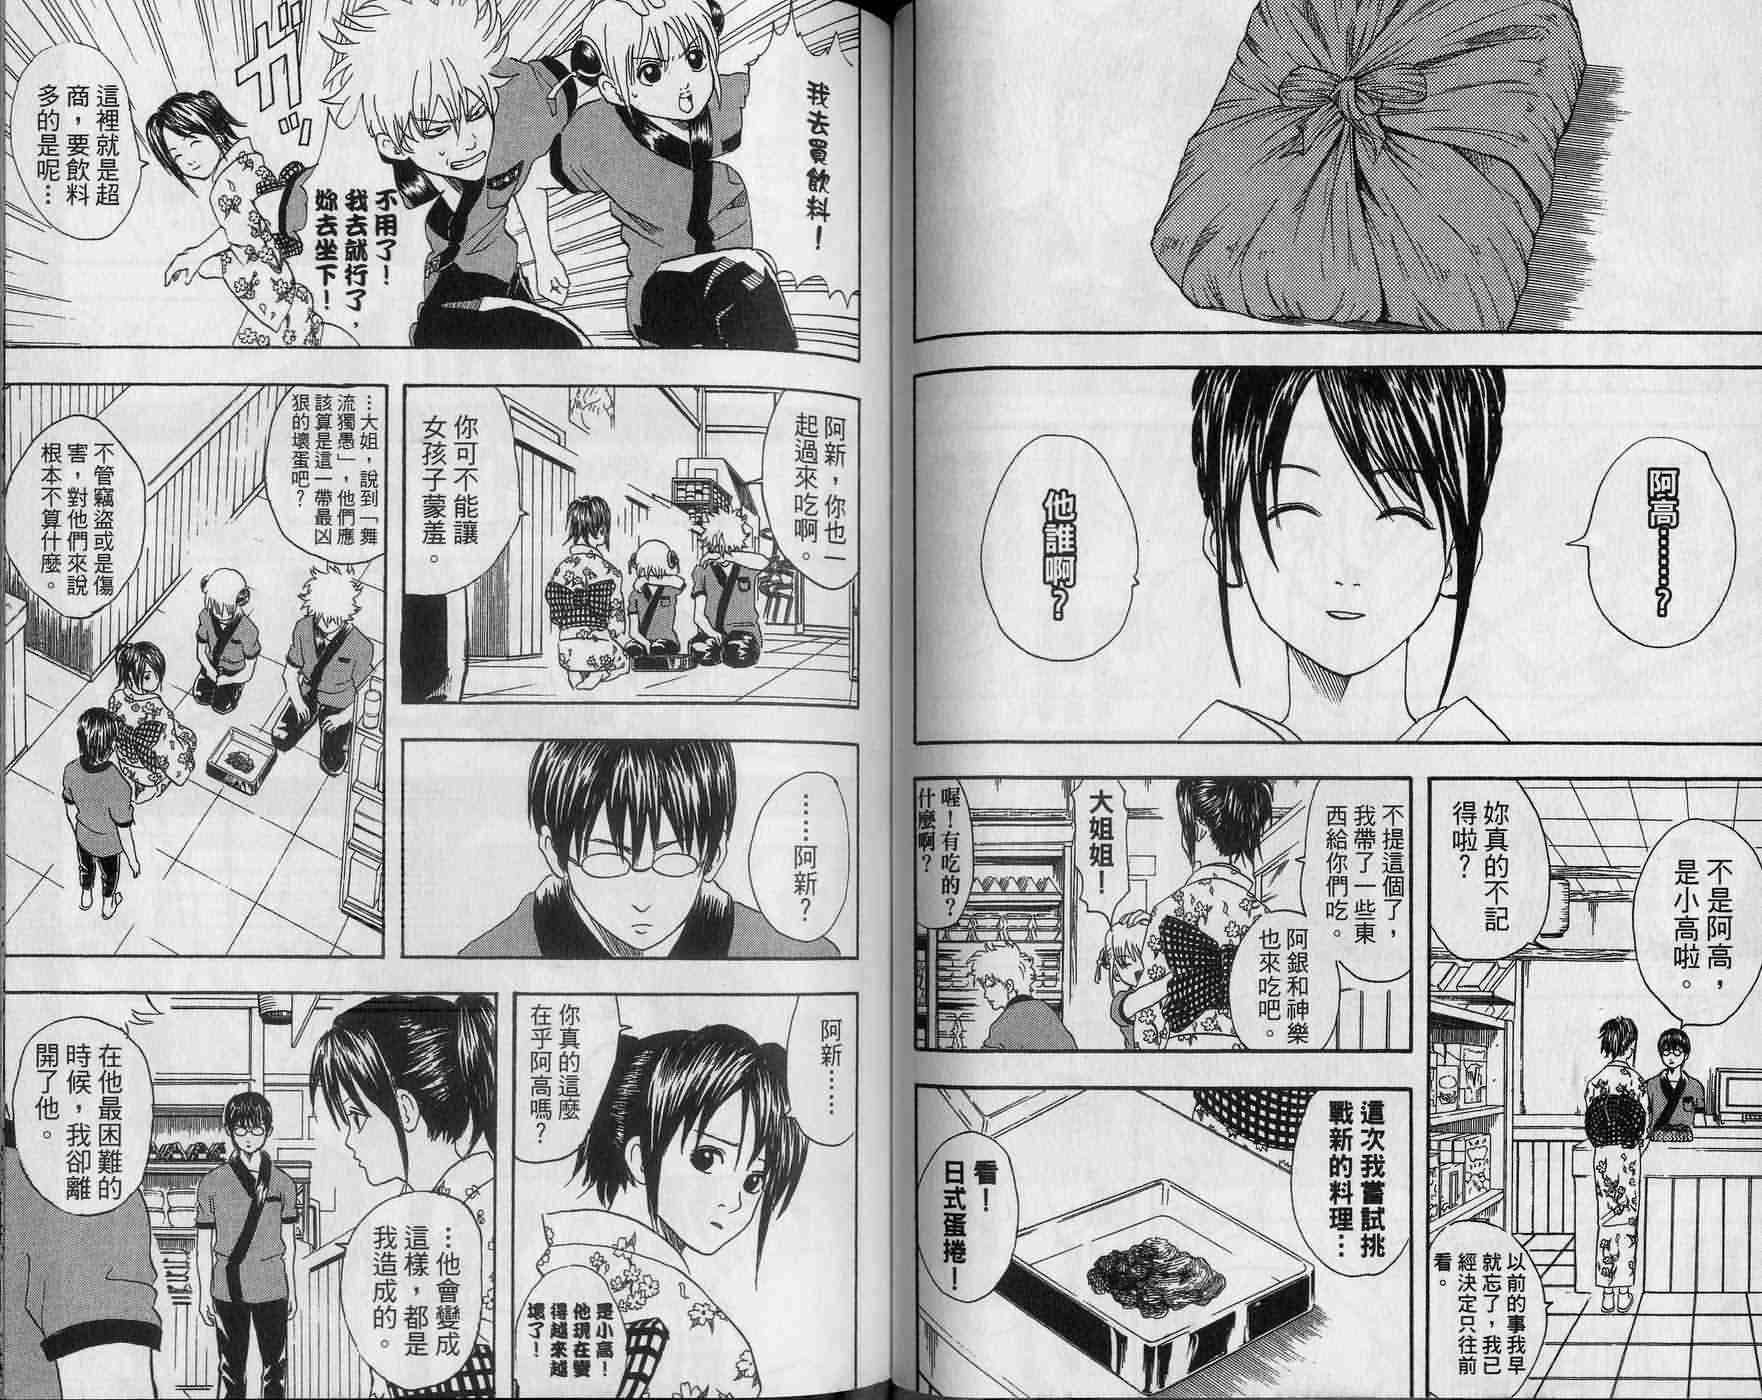 阿高………？
他誰啊？
不是阿高，
是小高啦。
妳真的不記
得啦？
以前的事我早
就忘了，我已
經決定只往前
看。
不提這個了，
我帶了一些東
西給你們吃。
阿銀和神樂
也來吃吧。
大姐姐！
喔！有吃的？
什麼啊？
這次我嘗試挑
戰新的料理…
看！
日式蛋捲！
我去買飲料！
ガガッ
不用了！
我去就行了，
妳去坐下！
這裡就是超
商，要飲料
多的是呢…
阿新，你也一
起過來吃啊。
你可不能讓
女孩子蒙羞。
………阿新？
…大姐，說到「舞
流獨愚」，他們應
該算是這一帶最凶
狠的壞蛋吧？
不管竊盜或是傷
害，對他們來說
根本不算什麼。
阿新……
你真的這麼
在乎阿高嗎？
是小高！
他現在變
得越來越
壞了！
…他會變成
這樣，都是
我造成的。
在他最困難的
時候，我卻離
開了他。